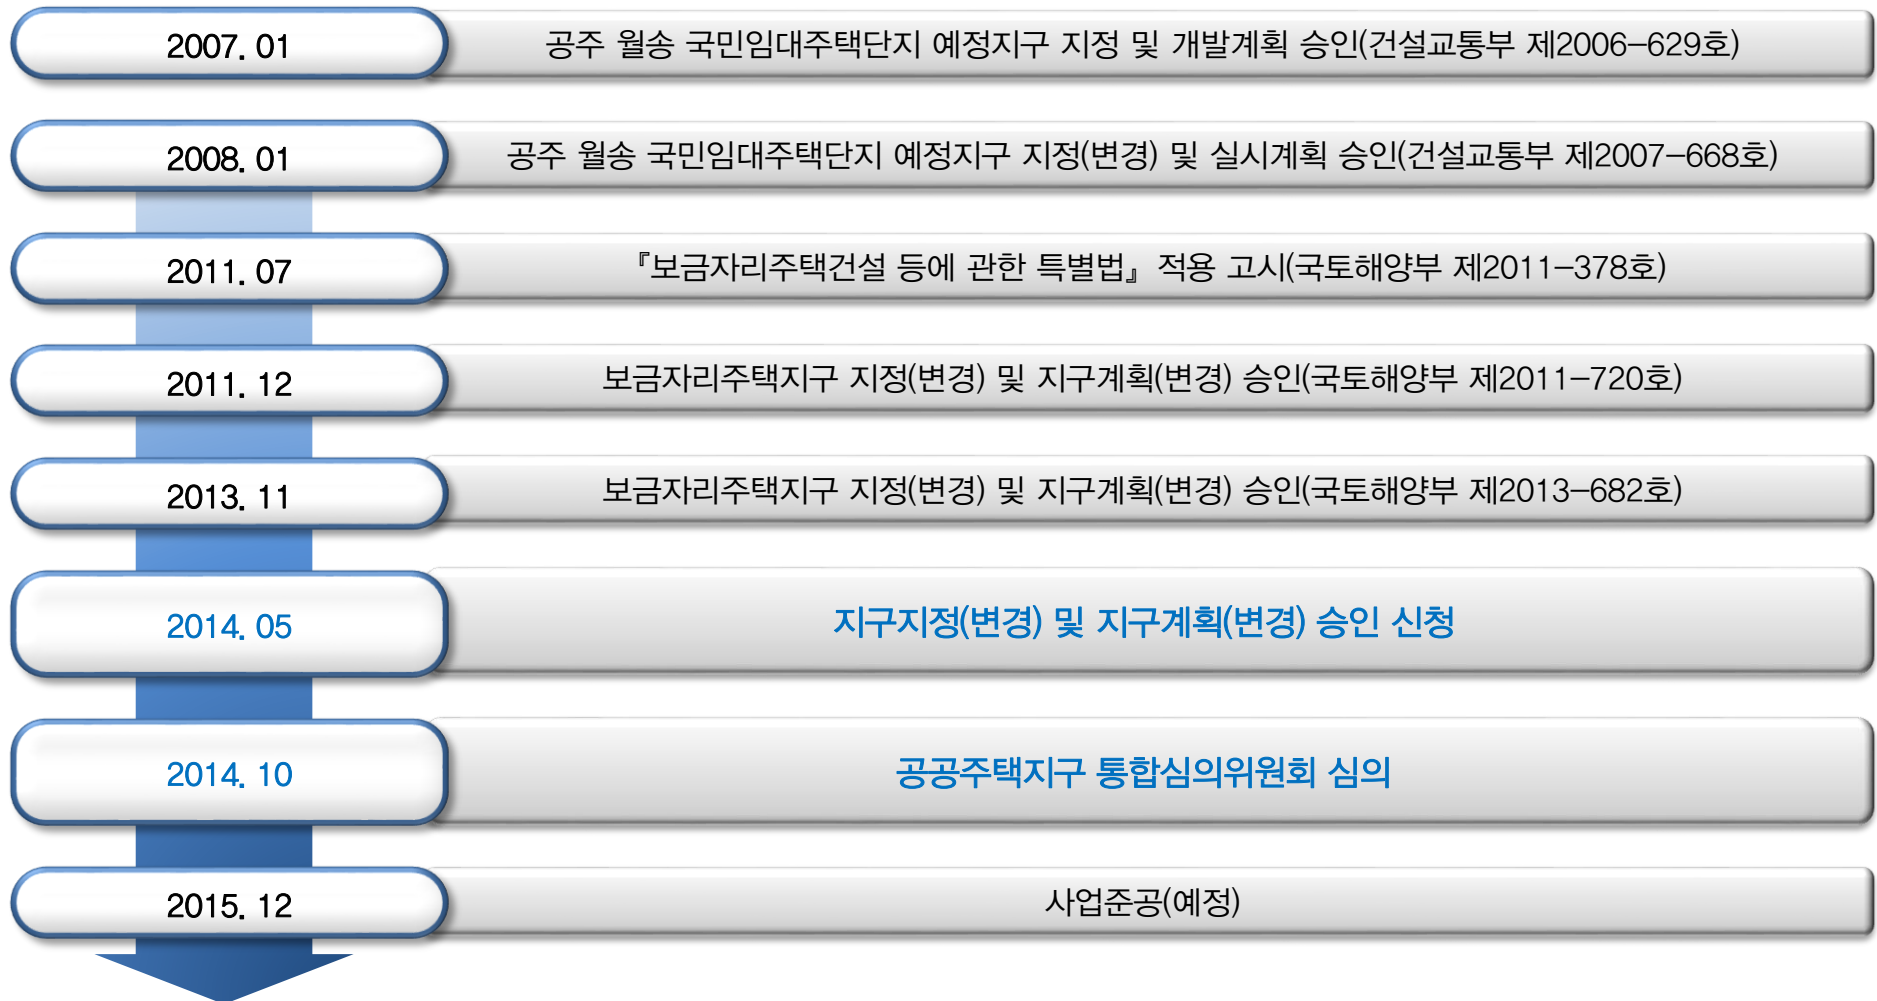 2007. 01
공주 월송 국민임대주택단지 예정지구 지정 및 개발계획 승인(건설교통부 제2006-629호)
2008. 01
공주 월송 국민임대주택단지 예정지구 지정(변경) 및 실시계획 승인(건설교통부 제2007-668호)
2011. 07
『보금자리주택건설 등에 관한 특별법』 적용 고시(국토해양부 제2011-378호)
2011. 12
보금자리주택지구 지정(변경) 및 지구계획(변경) 승인(국토해양부 제2011-720호)
2013. 11
보금자리주택지구 지정(변경) 및 지구계획(변경) 승인(국토해양부 제2013-682호)
2014. 05
지구지정(변경) 및 지구계획(변경) 승인 신청
2014. 10
공공주택지구 통합심의위원회 심의
2015. 12
사업준공(예정)